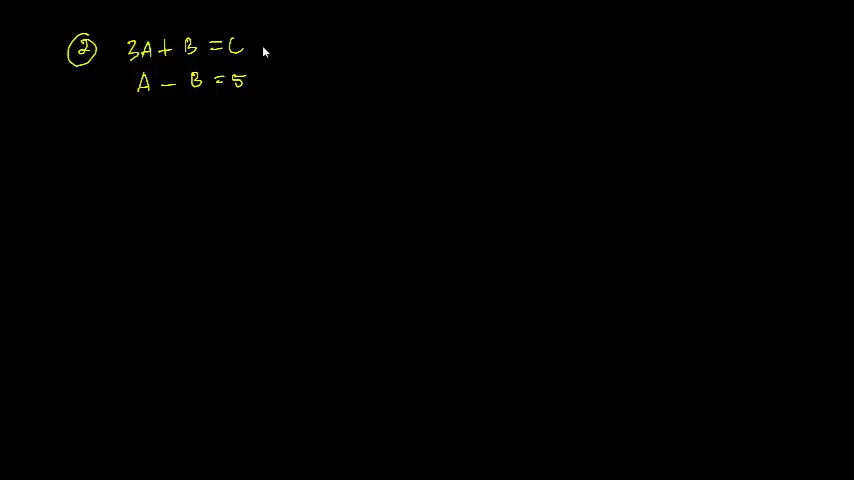 ② 3A + B = C
A - B = 5